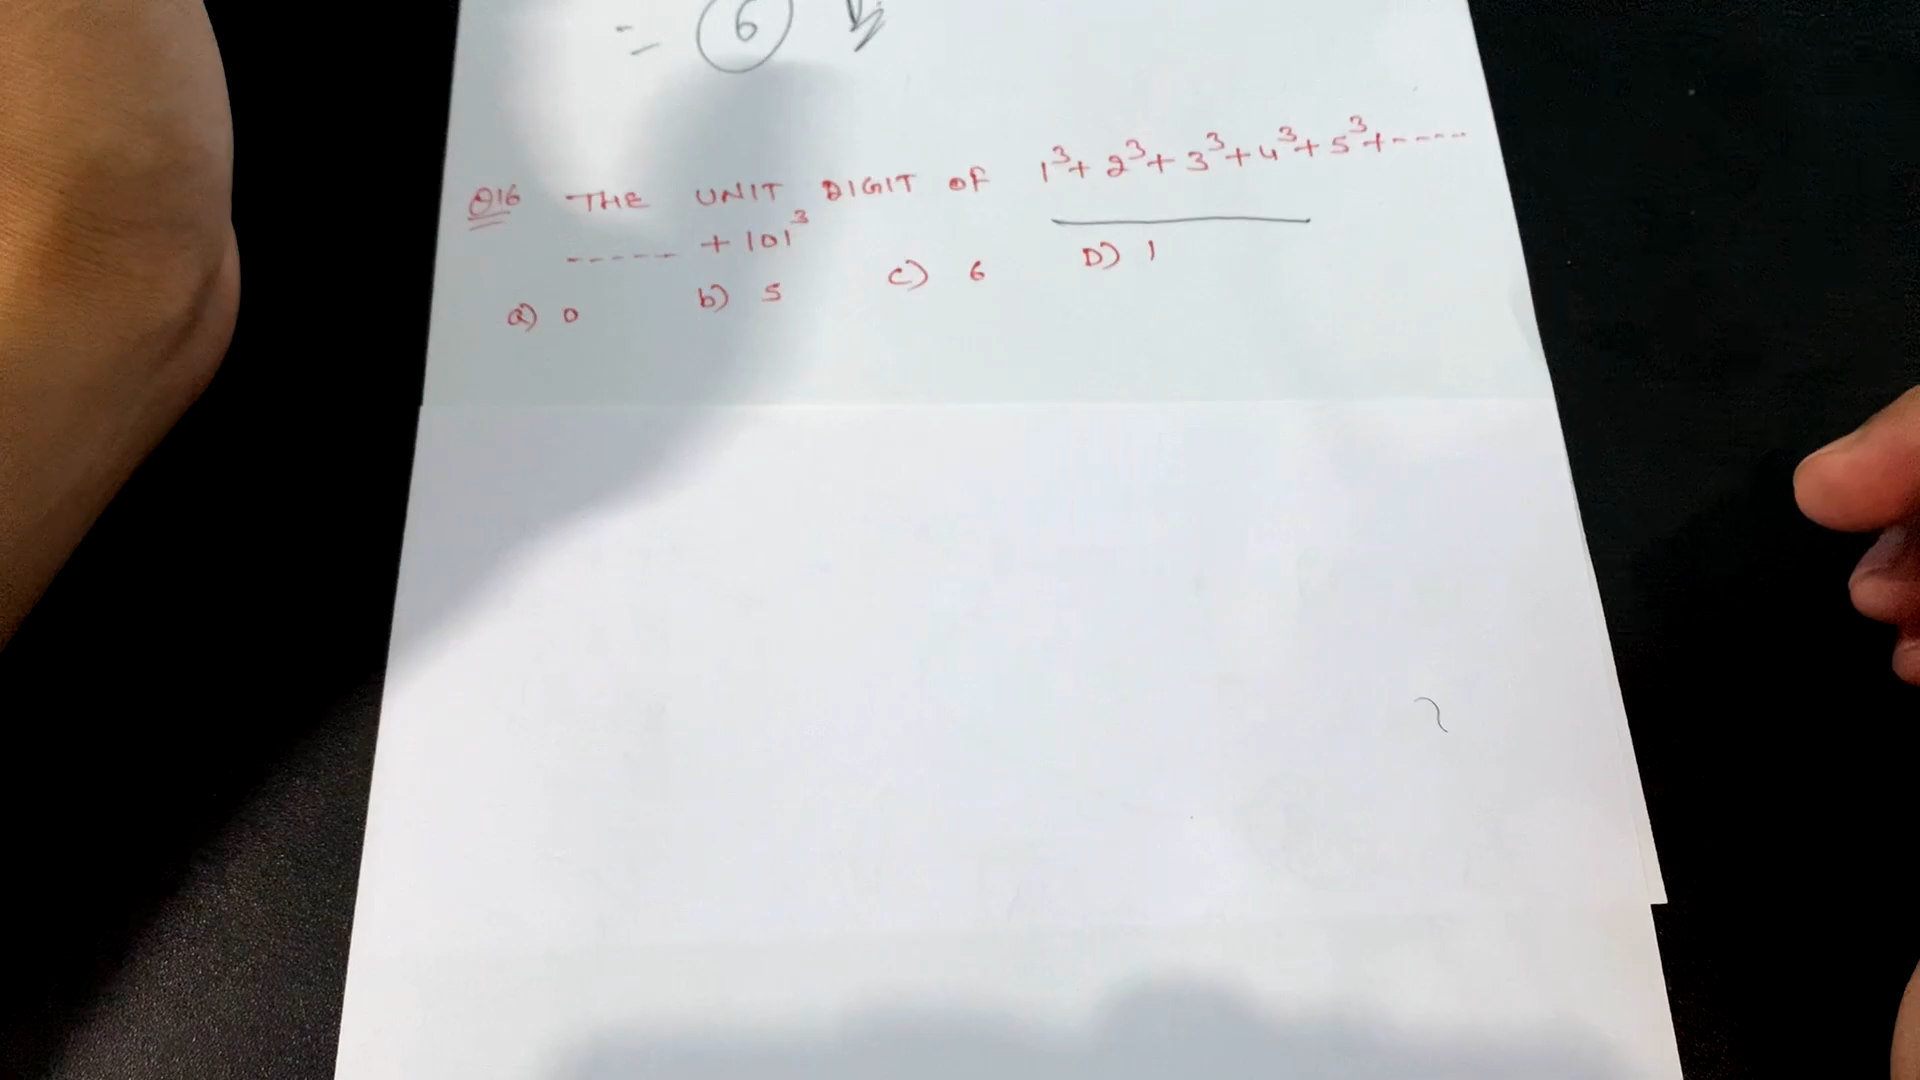 = 6
Q16 THE UNIT DIGIT OF 1³+ 2³+ 3³+ 4³+ 5³+----
----- + 101³
a) 0 b) 5 c) 6 D) 1